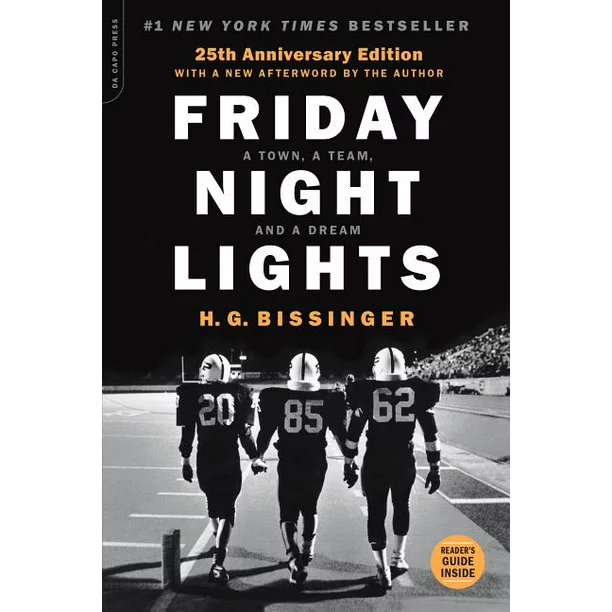 DA CAPO PRESS
#1 NEW YORK TIMES BESTSELLER
25th Anniversary Edition
WITH A NEW AFTERWORD BY THE AUTHOR
FRIDAY
A TOWN, A TEAM,
NIGHT
AND A DREAM
LIGHTS
H. G. BISSINGER
20 85 62
READER'S
GUIDE
INSIDE